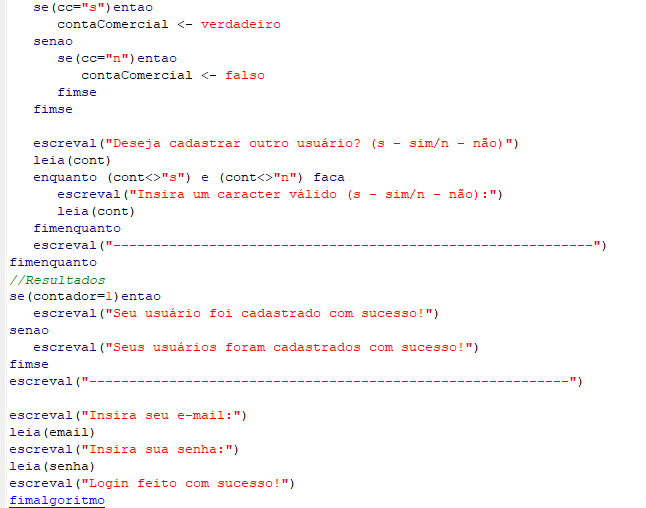 se(cc="s")entao
contaComercial <- verdadeiro
senao
se(cc="n")entao
contaComercial <- falso
fimse
fimse
escreval("Deseja cadastrar outro usuário? (s - sim/n - não)")
leia(cont)
enquanto (cont<>"s") e (cont<>"n") faca
escreval("Insira um caracter válido (s - sim/n - não):")
leia(cont)
fimenquanto
escreval("------------------------------------------------------------")
fimenquanto
//Resultados
se(contador=1)entao
escreval("Seu usuário foi cadastrado com sucesso!")
senao
escreval("Seus usuários foram cadastrados com sucesso!")
fimse
escreval("------------------------------------------------------------")
escreval("Insira seu e-mail:")
leia(email)
escreval("Insira sua senha:")
leia(senha)
escreval("Login feito com sucesso!")
fimalgoritmo